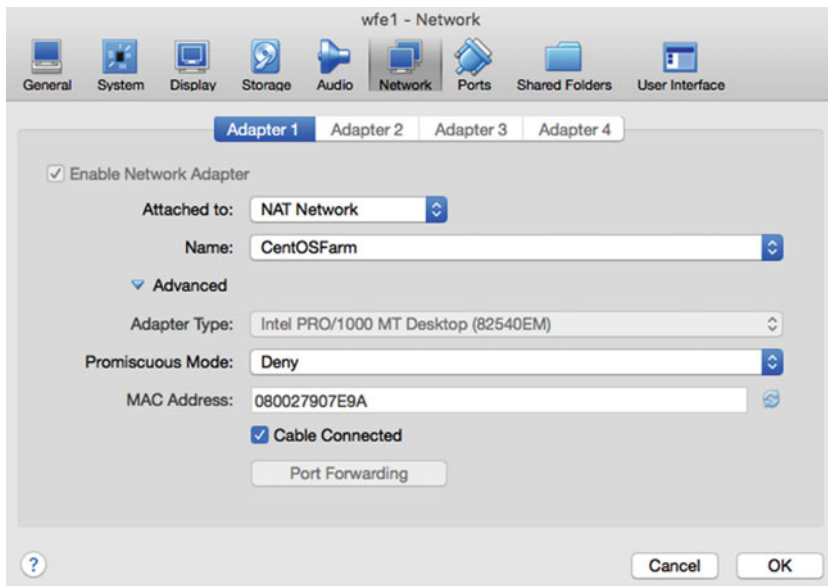 wfe1 - Network
General System Display Storage Audio Network Ports Shared Folders User Interface
Adapter 1 Adapter 2 Adapter 3 Adapter 4
Enable Network Adapter
Attached to: NAT Network
Name: CentOSFarm
Advanced
Adapter Type: Intel PRO/1000 MT Desktop (82540EM)
Promiscuous Mode: Deny
MAC Address: 080027907E9A
Cable Connected
Port Forwarding
? Cancel OK